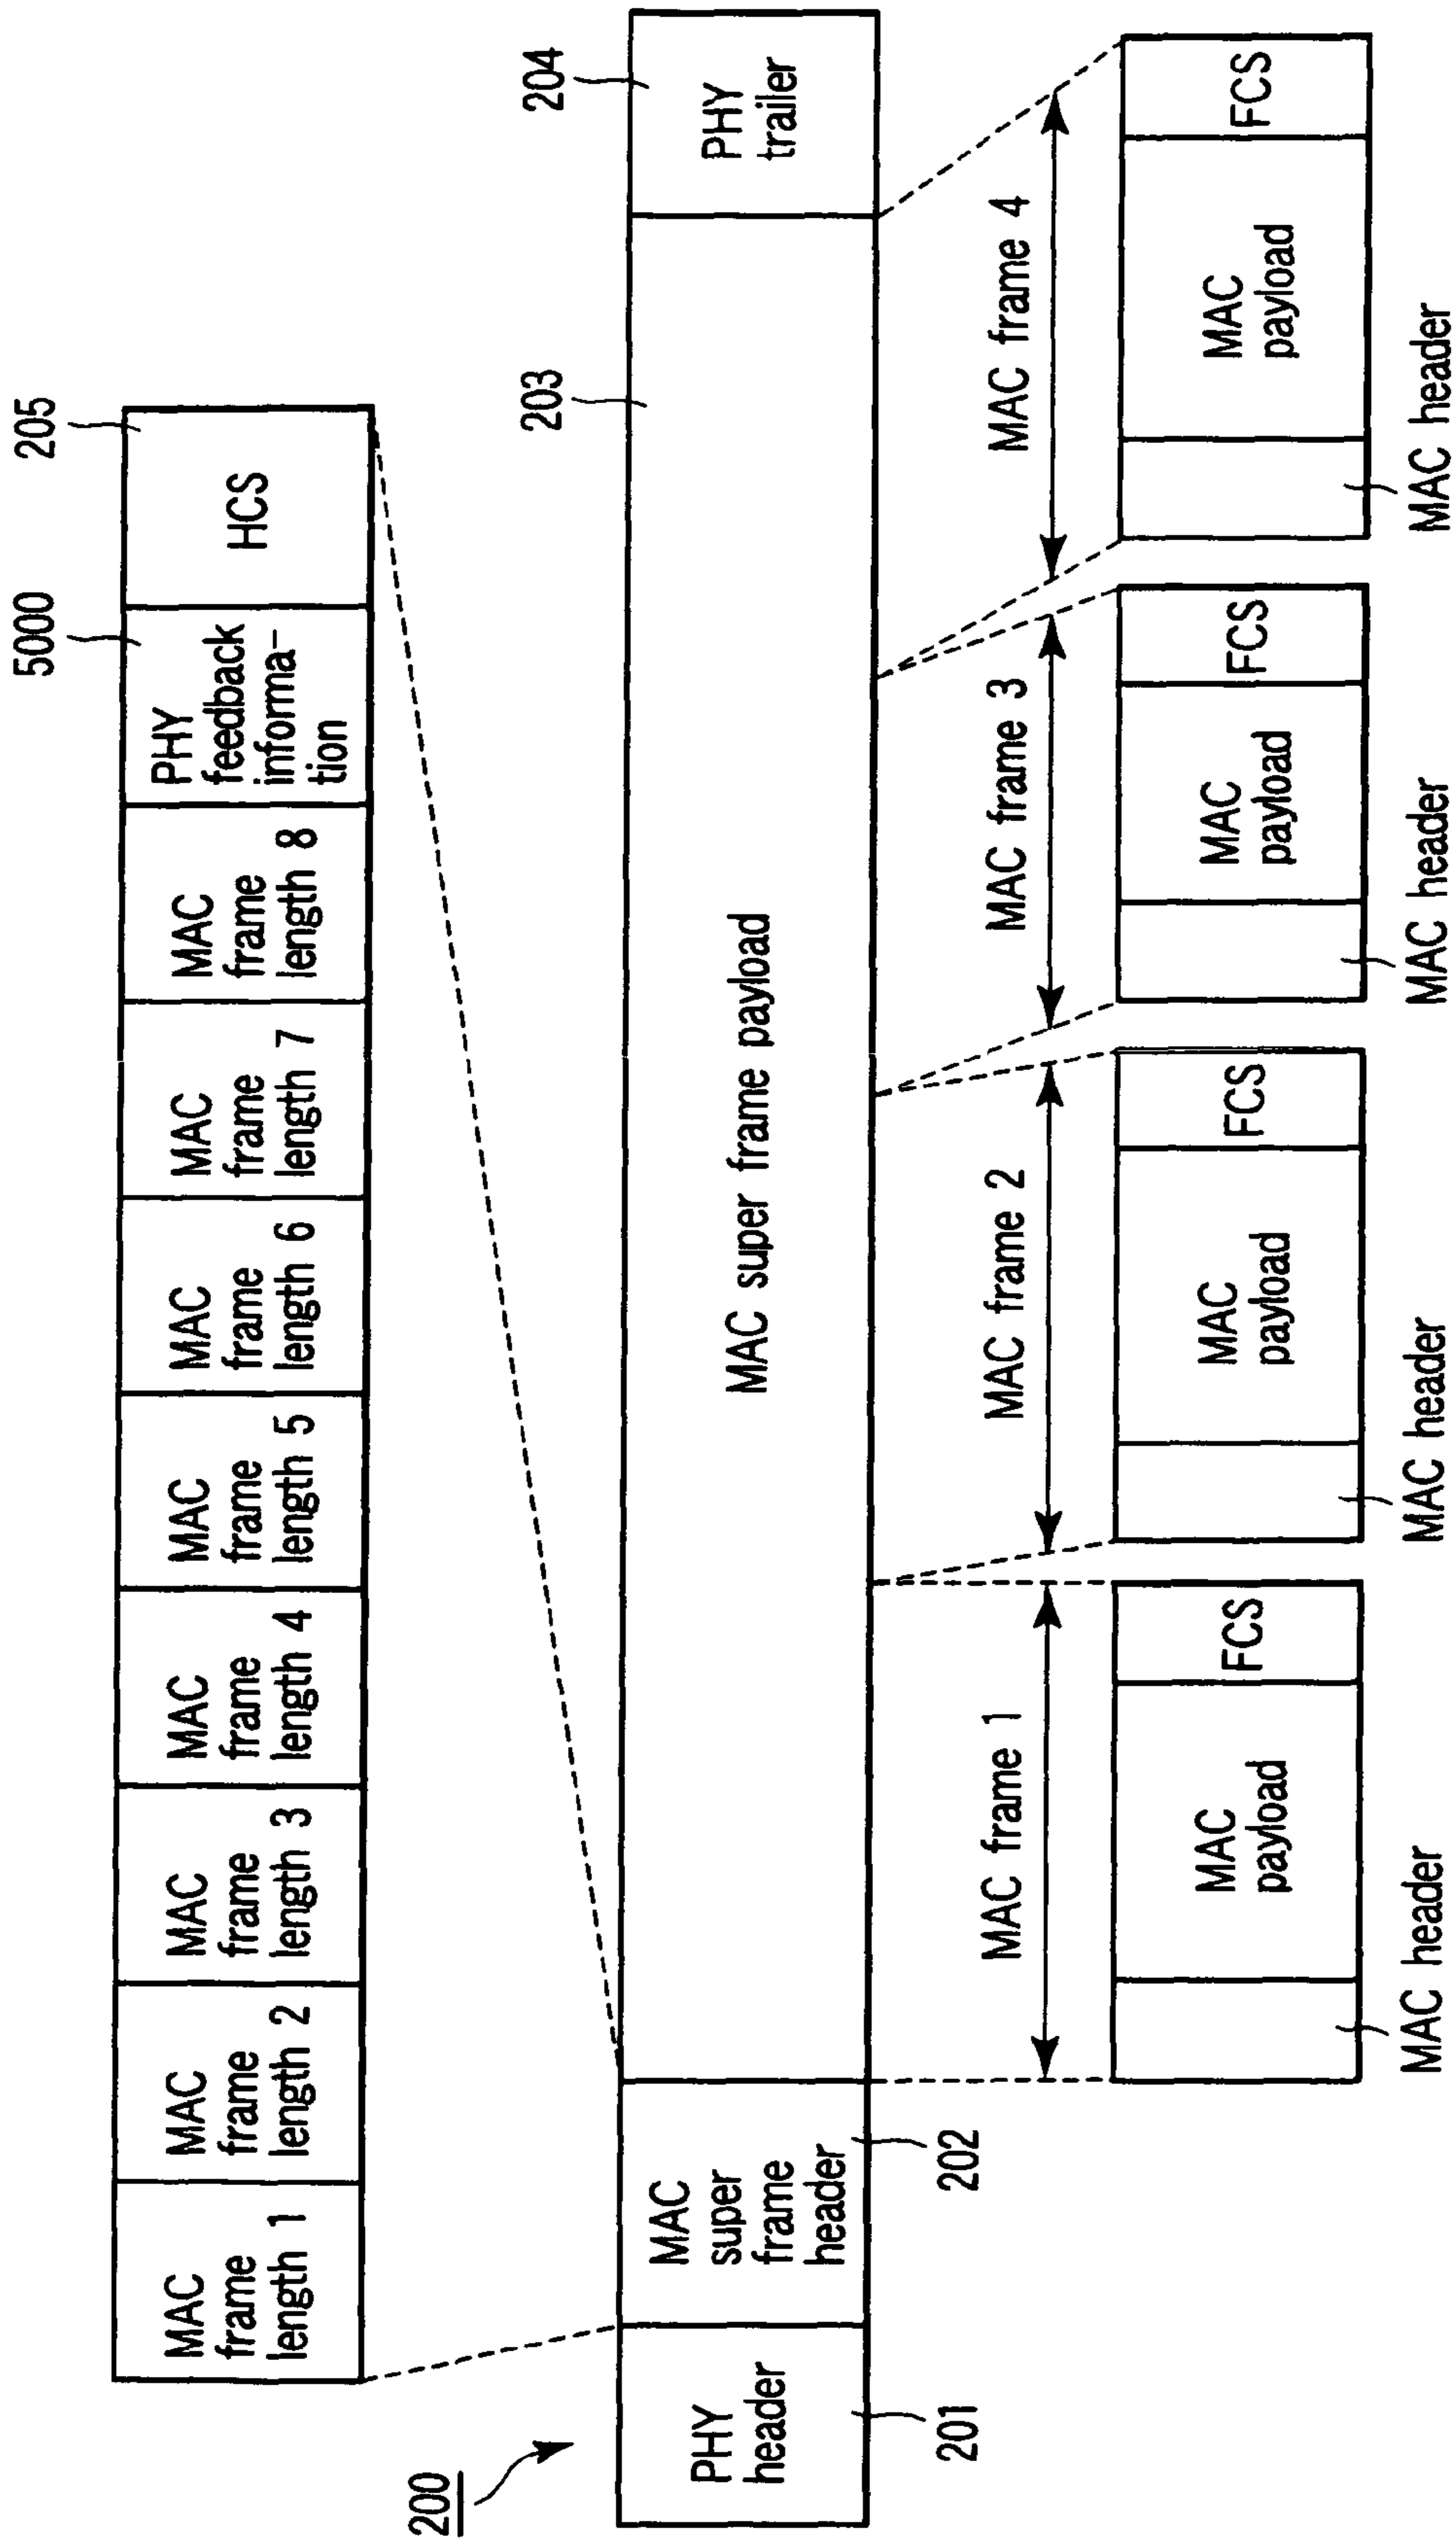 5000
205
MAC
frame
length 1
MAC
frame
length 2
MAC
frame
length 3
MAC
frame
length 4
MAC
frame
length 5
MAC
frame
length 6
MAC
frame
length 7
MAC
frame
length 8
PHY
feedback
informa-
tion
HCS
200
203
204
PHY
header
MAC
super
frame
header
MAC super frame payload
PHY
trailer
201
202
MAC frame 1
MAC frame 2
MAC frame 3
MAC frame 4
MAC
payload
FCS
MAC
payload
FCS
MAC
payload
FCS
MAC
payload
FCS
MAC header
MAC header
MAC header
MAC header